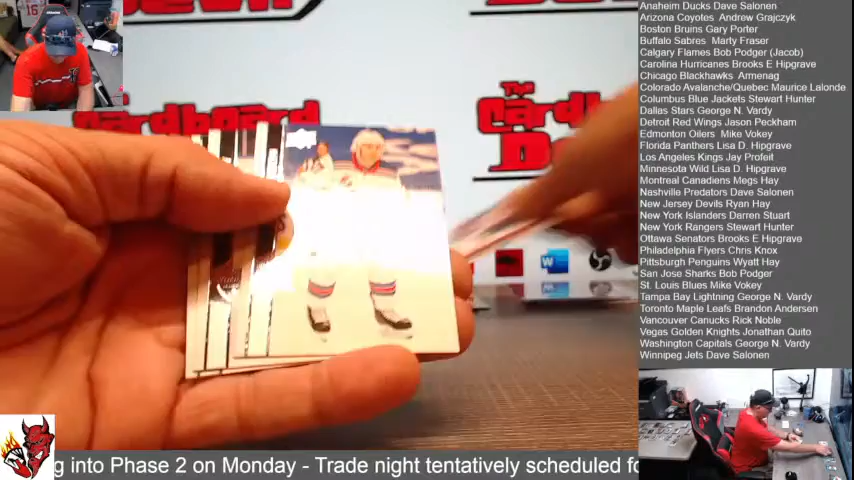 16
The
Cardboard
The
Cardbo
De
W
Anaheim Ducks Dave Salonen
Arizona Coyotes Andrew Grajczyk
Boston Bruins Gary Porter
Buffalo Sabres Marty Fraser
Calgary Flames Bob Podger (Jacob)
Carolina Hurricanes Brooks E Hipgrave
Chicago Blackhawks Armenag
Colorado Avalanche/Quebec Maurice Lalonde
Columbus Blue Jackets Stewart Hunter
Dallas Stars George N. Vardy
Detroit Red Wings Jason Peckham
Edmonton Oilers Mike Vokey
Florida Panthers Lisa D. Hipgrave
Los Angeles Kings Jay Profeit
Minnesota Wild Lisa D. Hipgrave
Montreal Canadiens Megs Hay
Nashville Predators Dave Salonen
New Jersey Devils Ryan Hay
New York Islanders Darren Stuart
New York Rangers Stewart Hunter
Ottawa Senators Brooks E Hipgrave
Philadelphia Flyers Chris Knox
Pittsburgh Penguins Wyatt Hay
San Jose Sharks Bob Podger
St. Louis Blues Mike Vokey
Tampa Bay Lightning George N. Vardy
Toronto Maple Leafs Brandon Andersen
Vancouver Canucks Rick Noble
Vegas Golden Knights Jonathan Quito
Washington Capitals George N. Vardy
Winnipeg Jets Dave Salonen
g into Phase 2 on Monday - Trade night tentatively scheduled fo